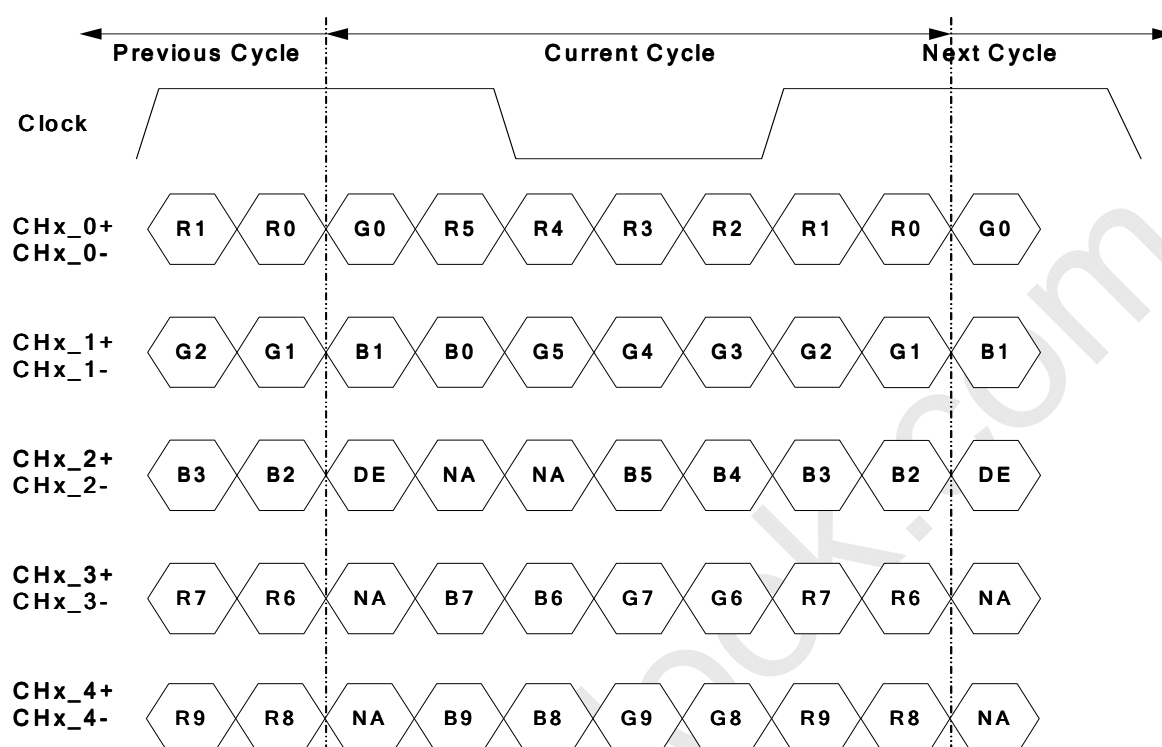 Previous Cycle Current Cycle Next Cycle
Clock
CHx_0+
CHx_0-
R1 R0 G0 R5 R4 R3 R2 R1 R0 G0
CHx_1+
CHx_1-
G2 G1 B1 B0 G5 G4 G3 G2 G1 B1
CHx_2+
CHx_2-
B3 B2 DE NA NA B5 B4 B3 B2 DE
CHx_3+
CHx_3-
R7 R6 NA B7 B6 G7 G6 R7 R6 NA
CHx_4+
CHx_4-
R9 R8 NA B9 B8 G9 G8 R9 R8 NA
look.com